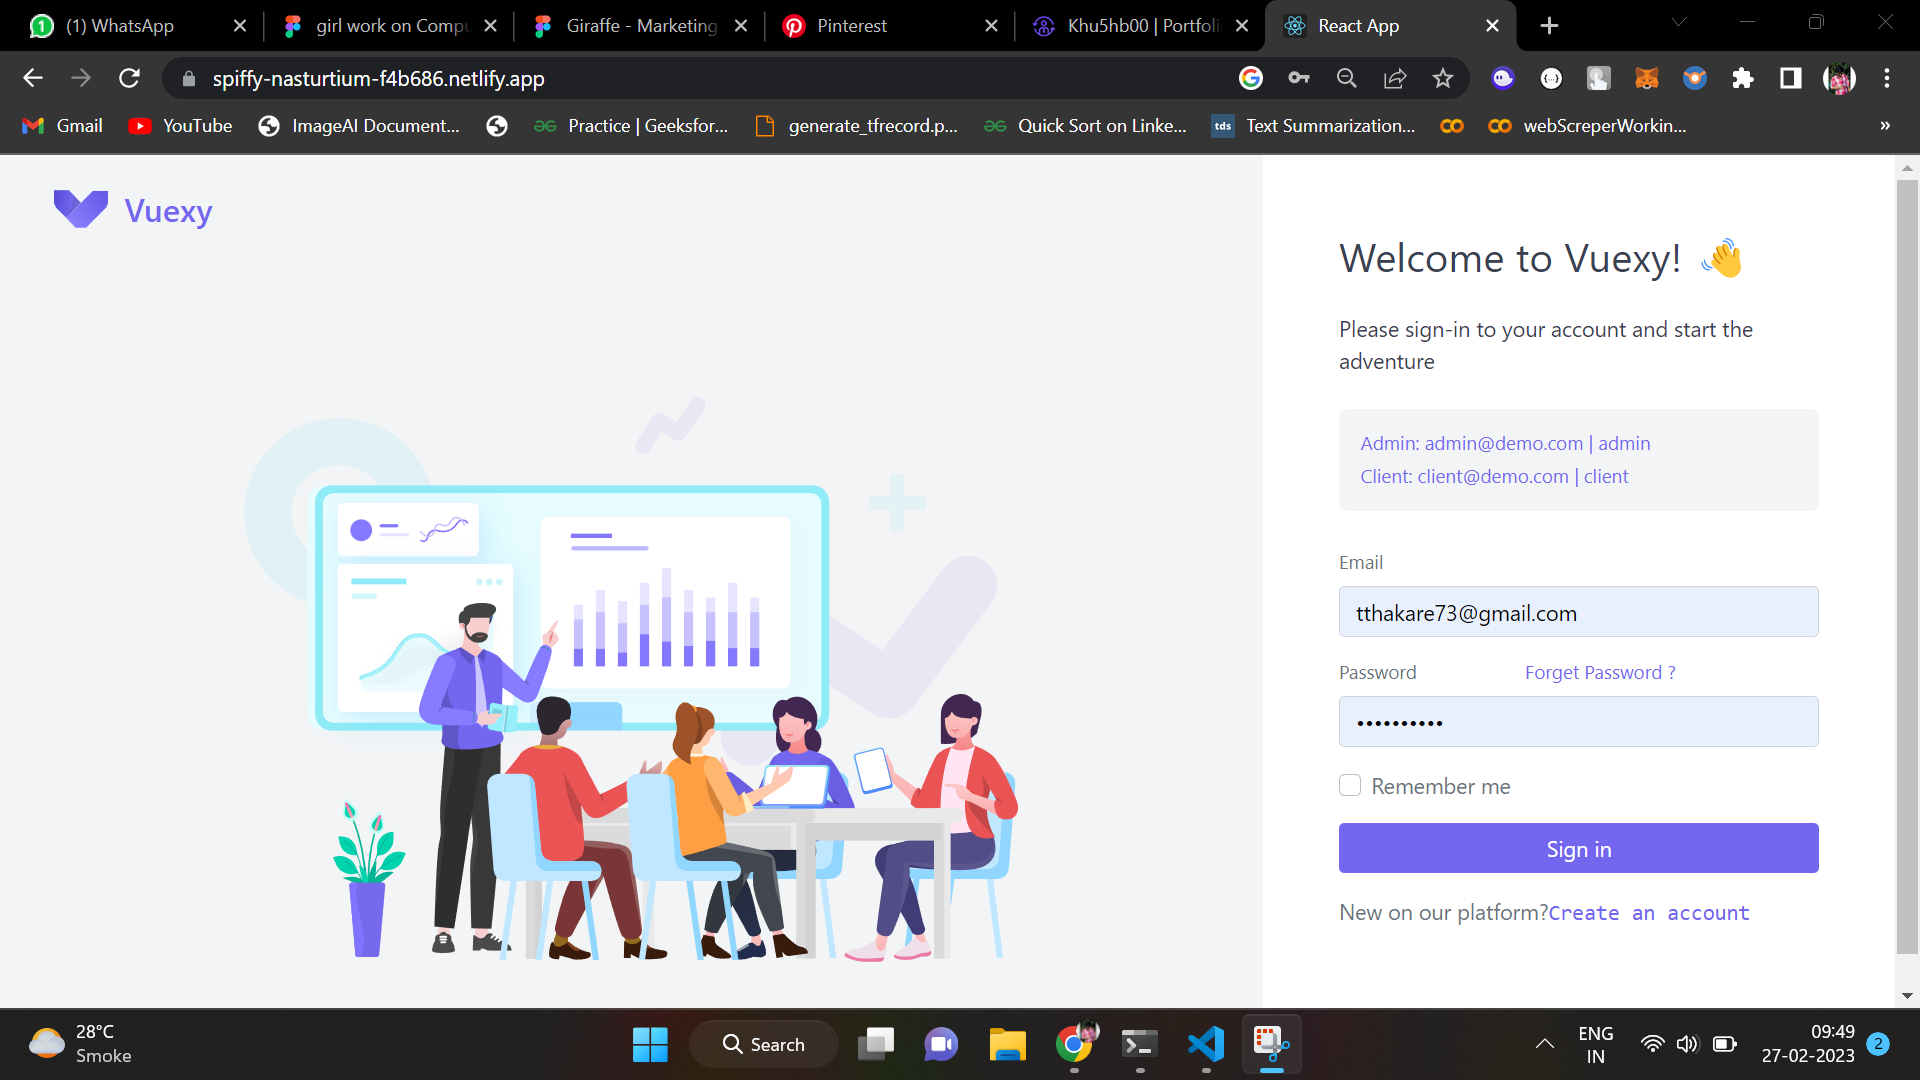 (1) WhatsApp
girl work on Compu
Giraffe - Marketing
Pinterest
Khu5hb00 | Portfoli
React App
spiffy-nasturtium-f4b686.netlify.app
Gmail
YouTube
ImageAI Document...
Practice | Geeksfor...
generate_tfrecord.p...
Quick Sort on Linke...
tds
Text Summarization...
webScreperWorkin...
Vuexy
Welcome to Vuexy! 👋
Please sign-in to your account and start the
adventure
Admin: admin@demo.com | admin
Client: client@demo.com | client
Email
tthakare73@gmail.com
Password
Forget Password ?
••••••••••
Remember me
Sign in
New on our platform?Create an account
28°C
Smoke
Search
ENG
IN
09:49
27-02-2023
2